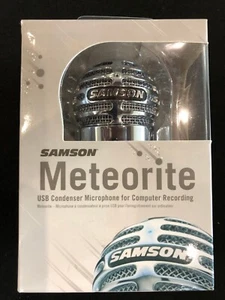 SAMSON
SAMSON
Meteorite
USB Condenser Microphone for Computer Recording
SAMSON